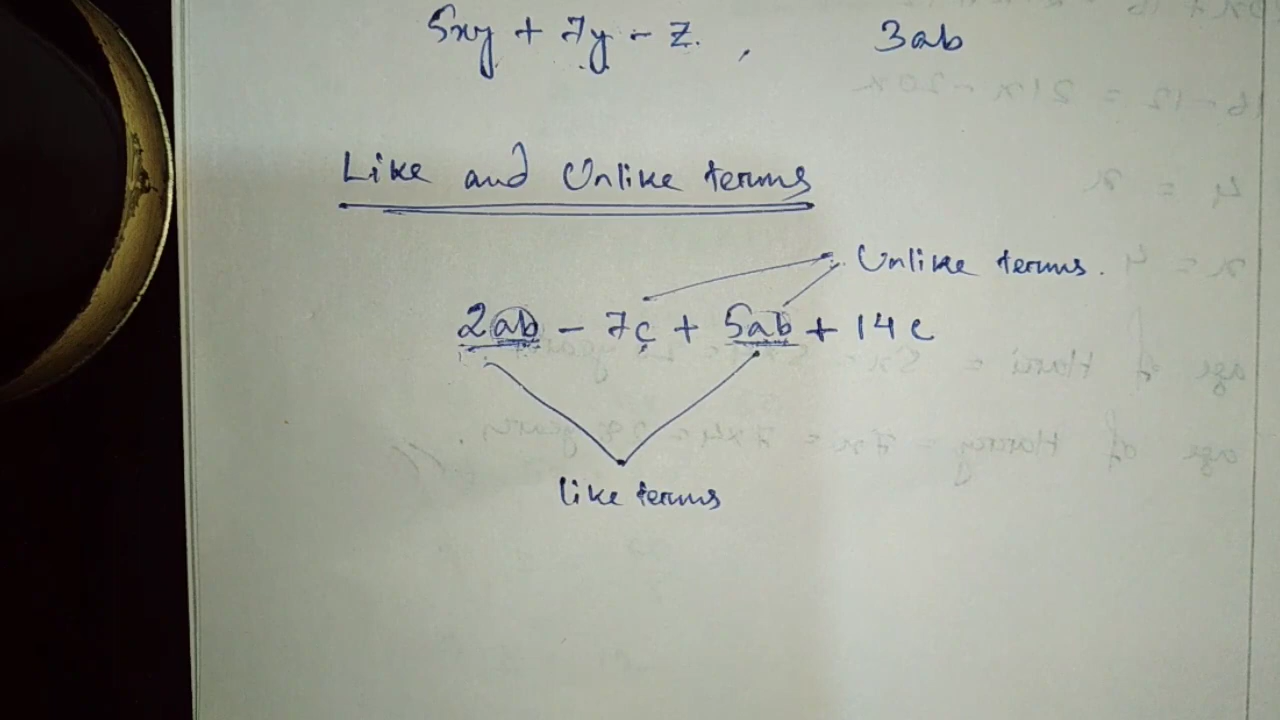 5xy + 7y - z. , 3ab
Like and Unlike terms
Unlike terms.
2ab - 7c + 5ab + 14c
like terms